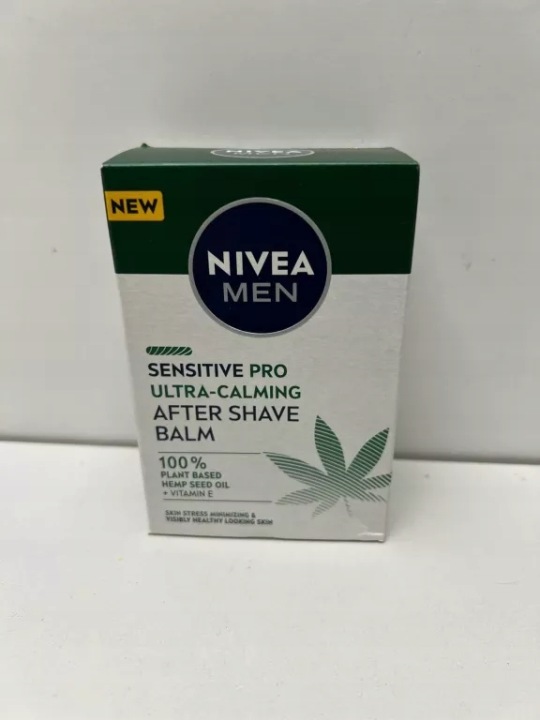 NIVEA
NEW
NIVEA
MEN
SENSITIVE PRO
ULTRA-CALMING
AFTER SHAVE
BALM
100%
PLANT BASED
HEMP SEED OIL
+ VITAMIN E
SKIN STRESS MINIMIZING &
VISIBLY HEALTHY LOOKING SKIN